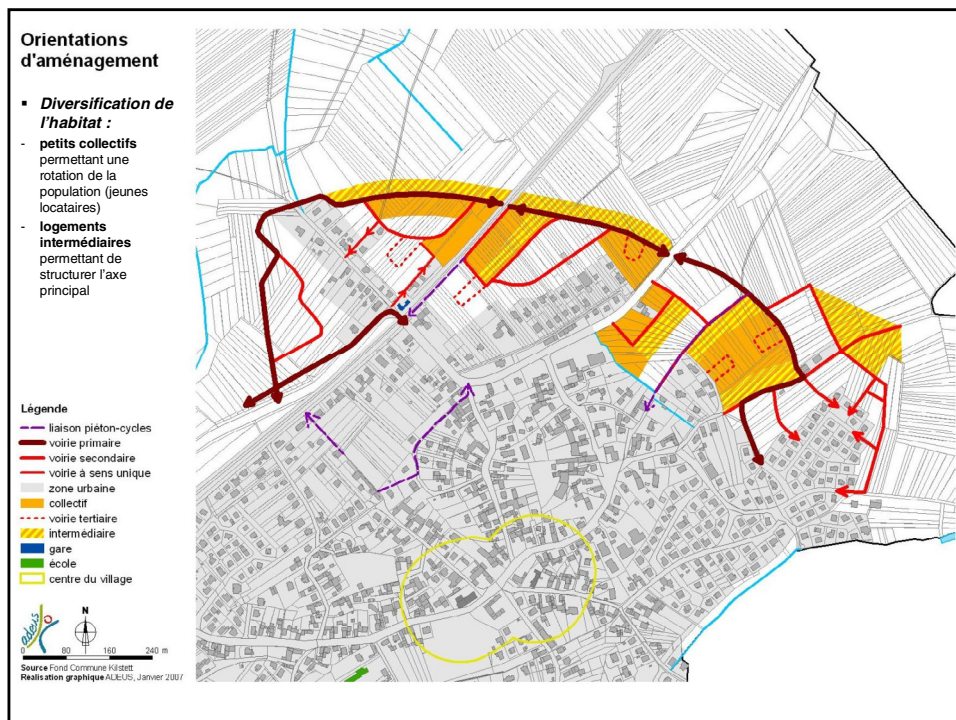 Orientations
d'aménagement
▪ Diversification de
l'habitat :
- petits collectifs
permettant une
rotation de la
population (jeunes
locataires)
- logements
intermédiaires
permettant de
structurer l'axe
principal
Légende
liaison piéton-cycles
voirie primaire
voirie secondaire
voirie à sens unique
zone urbaine
collectif
voirie tertiaire
intermédiaire
gare
école
centre du village
adeus
N
0 80 160 240 m
Source Fond Commune Kilstett
Réalisation graphique ADEUS, Janvier 2007